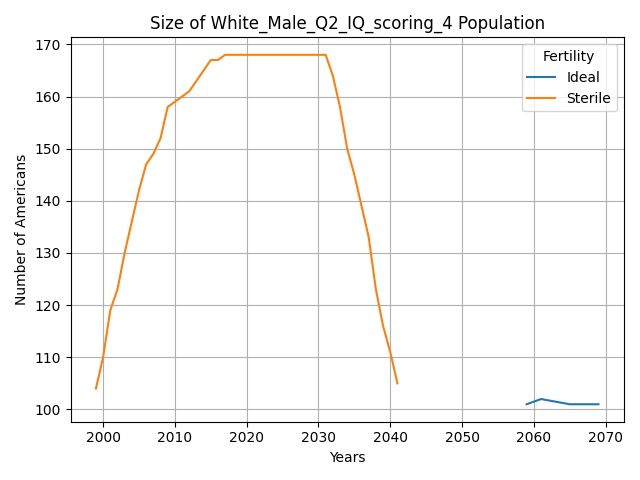 Size of White_Male_Q2_IQ_scoring_4 Population
Fertility
Ideal
Sterile
Number of Americans
170
160
150
140
130
120
110
100
2000 2010 2020 2030 2040 2050 2060 2070
Years